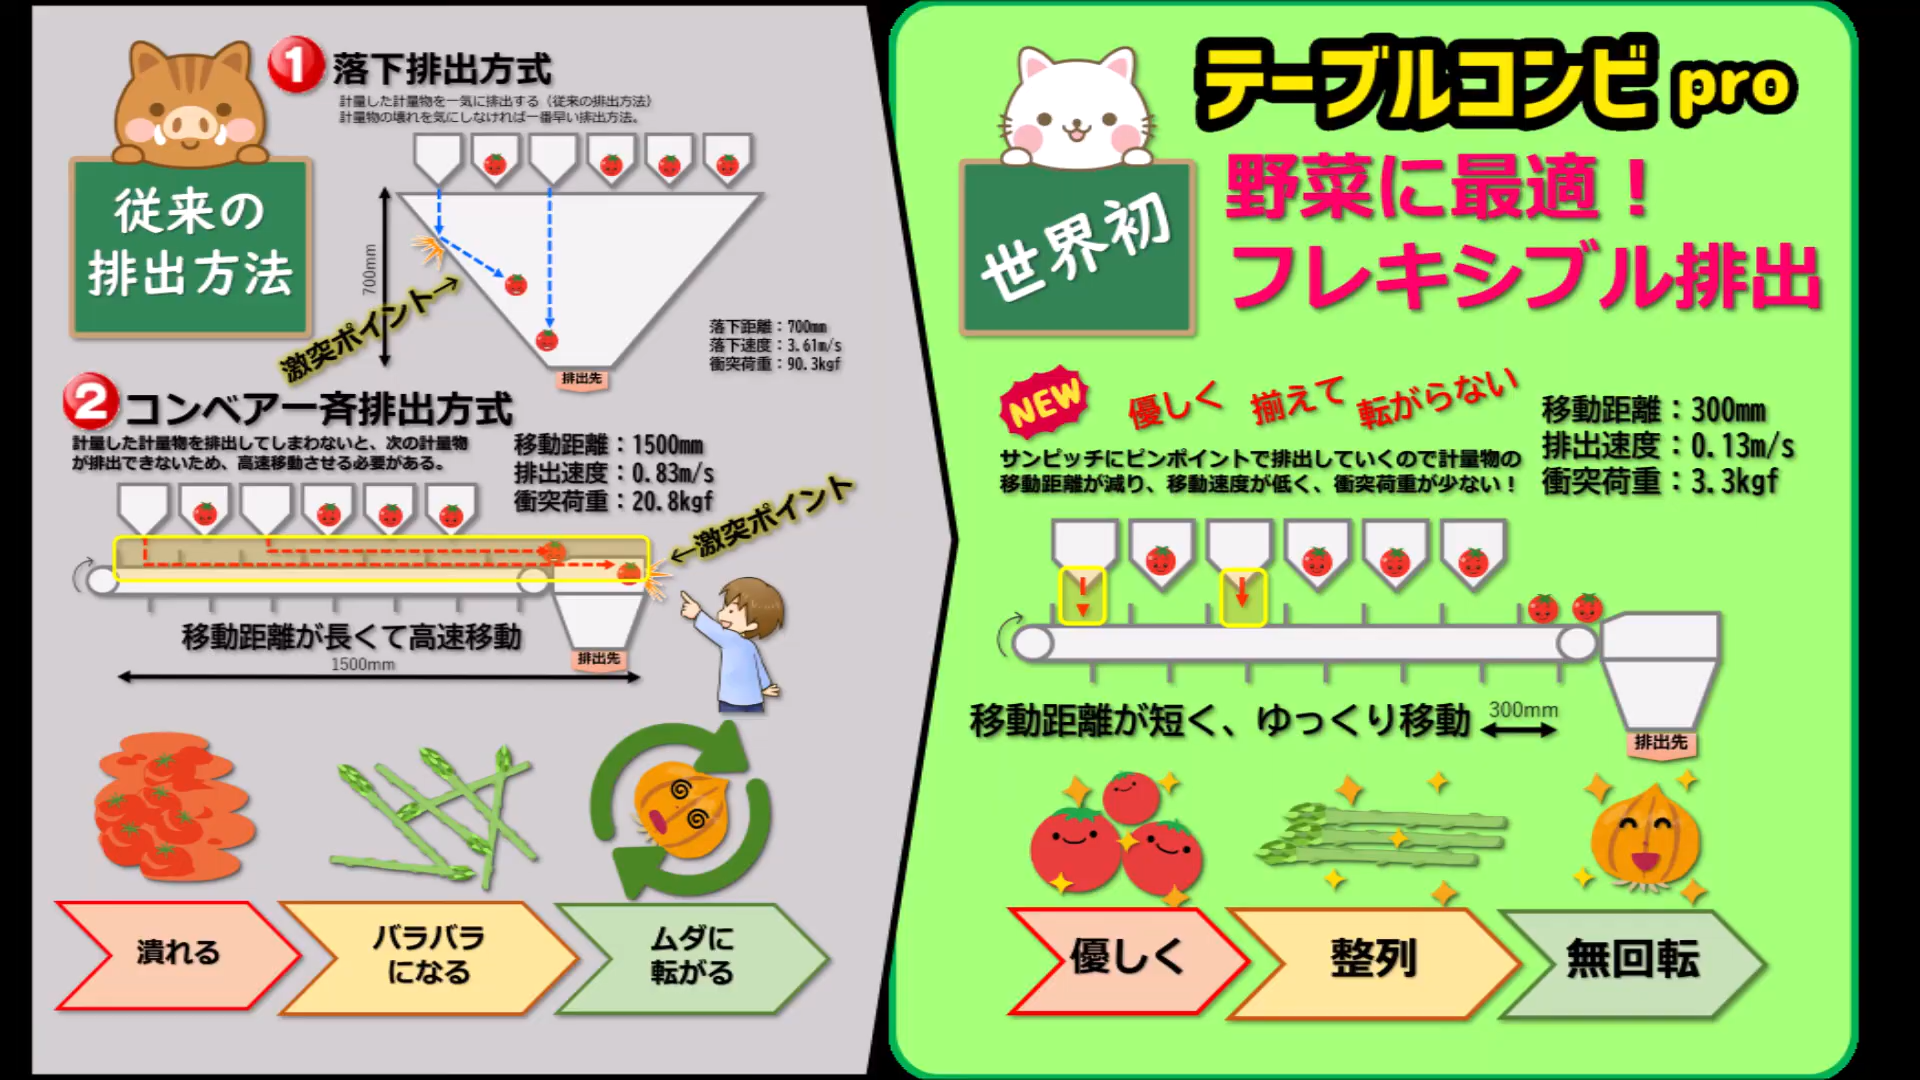 1 落下排出方式
計量した計量物を一気に排出する（従来の排出方法）
計量物の壊れを気にしなければ一番早い排出方法。
従来の
排出方法
700mm
激突ポイント→
落下距離：700mm
落下速度：3.61m/s
衝突荷重：90.3kgf
排出先
2 コンベアー一斉排出方式
計量した計量物を排出してしまわないと、次の計量物
が排出できないため、高速移動させる必要がある。
移動距離：1500mm
排出速度：0.83m/s
衝突荷重：20.8kgf
←激突ポイント
移動距離が長くて高速移動
1500mm
排出先
潰れる
バラバラ
になる
ムダに
転がる
テーブルコンビ pro
世界初
野菜に最適！
フレキシブル排出
NEW
優しく 揃えて 転がらない
サンピッチにピンポイントで排出していくので計量物の
移動距離が減り、移動速度が低く、衝突荷重が少ない！
移動距離：300mm
排出速度：0.13m/s
衝突荷重：3.3kgf
移動距離が短く、ゆっくり移動
300mm
排出先
優しく
整列
無回転